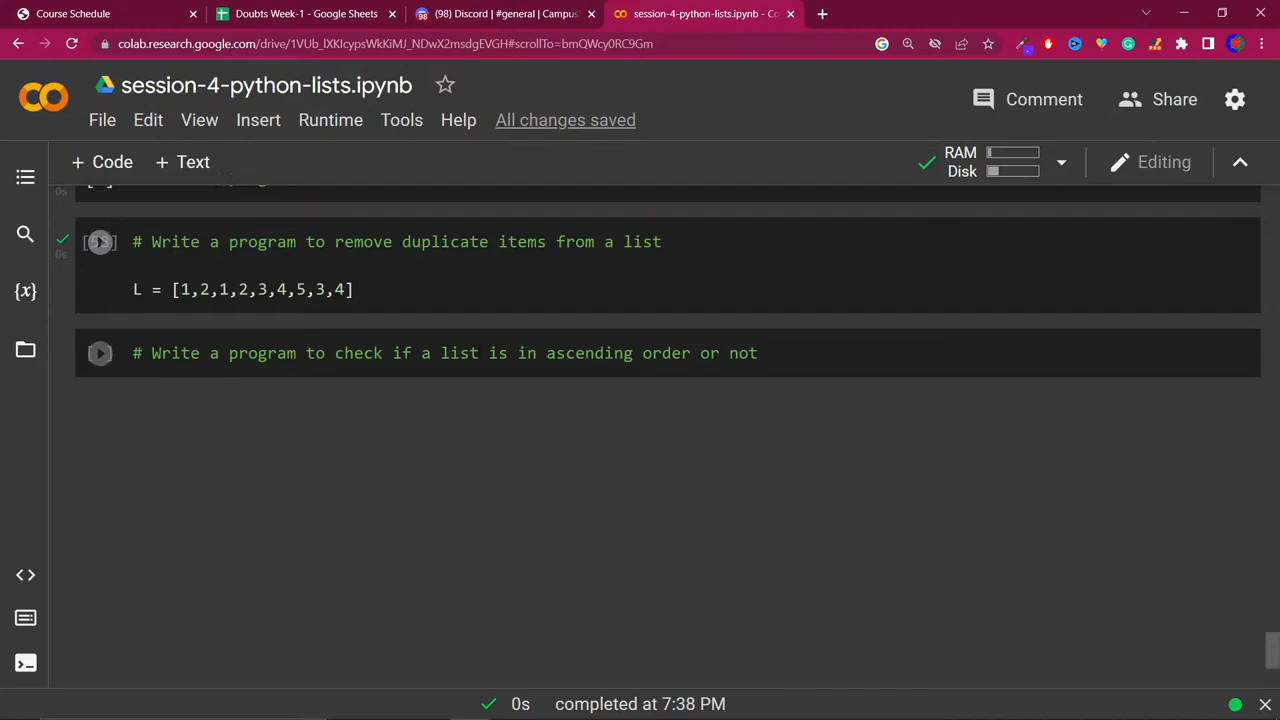 Course Schedule
Doubts Week-1 - Google Sheets
(98) Discord | #general | Campus
session-4-python-lists.ipynb - Co
colab.research.google.com/drive/1VUb_lXKIcypsWkKiMJ_NDwX2msdgEVGH#scrollTo=bmQWcy0RC9Gm
session-4-python-lists.ipynb
Comment
Share
File Edit View Insert Runtime Tools Help All changes saved
+ Code + Text
RAM
Disk
Editing
0s
# Write a program to remove duplicate items from a list
0s
L = [1,2,1,2,3,4,5,3,4]
[ ] # Write a program to check if a list is in ascending order or not
{x}
0s completed at 7:38 PM